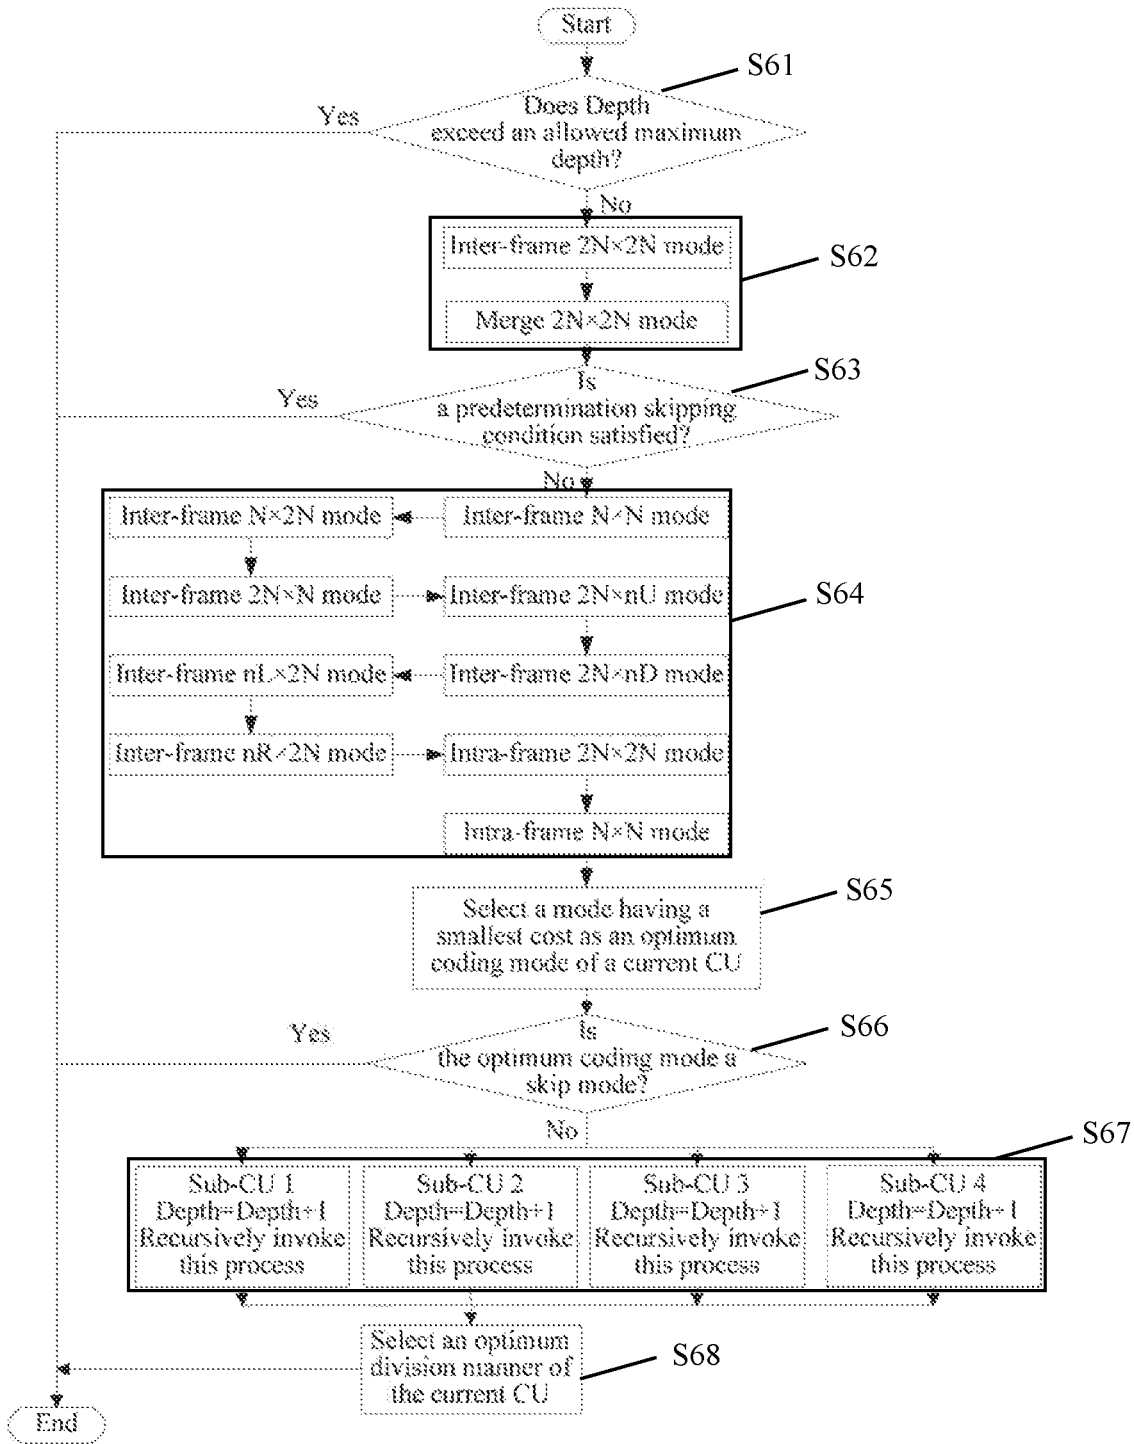 Start
S61
Does Depth
exceed an allowed maximum
depth?
Yes
No
Inter-frame 2N×2N mode
S62
Merge 2N×2N mode
S63
Is
a predetermination skipping
condition satisfied?
Yes
No
Inter-frame N×2N mode
Inter-frame N×N mode
Inter-frame 2N×N mode
Inter-frame 2N×nU mode
S64
Inter-frame nL×2N mode
Inter-frame 2N×nD mode
Inter-frame nR×2N mode
Intra-frame 2N×2N mode
Intra-frame N×N mode
S65
Select a mode having a
smallest cost as an optimum
coding mode of a current CU
S66
Is
the optimum coding mode a
skip mode?
Yes
No
S67
Sub-CU 1
Depth=Depth+1
Recursively invoke
this process
Sub-CU 2
Depth=Depth+1
Recursively invoke
this process
Sub-CU 3
Depth=Depth+1
Recursively invoke
this process
Sub-CU 4
Depth=Depth+1
Recursively invoke
this process
Select an optimum
division manner of
the current CU
S68
End